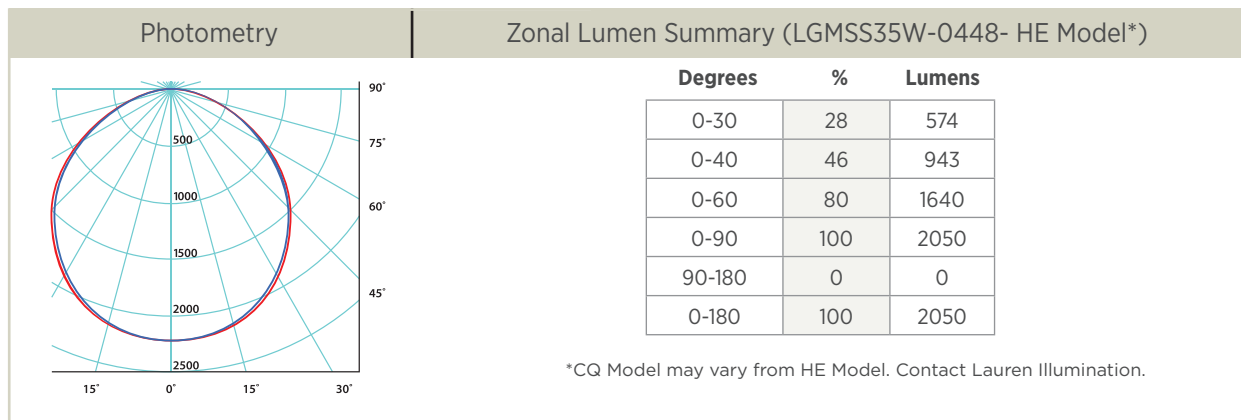 Photometry
Zonal Lumen Summary (LGMSS35W-0448- HE Model*)
90°
75°
60°
45°
500
1000
1500
2000
2500
15° 0° 15° 30°
Degrees % Lumens
0-30 28 574
0-40 46 943
0-60 80 1640
0-90 100 2050
90-180 0 0
0-180 100 2050
*CQ Model may vary from HE Model. Contact Lauren Illumination.